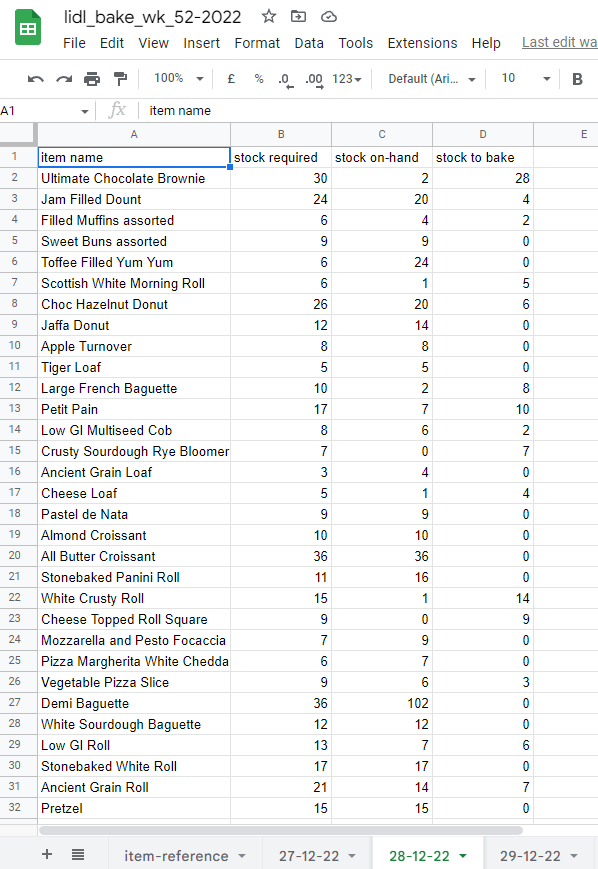 lidl_bake_wk_52-2022
File Edit View Insert Format Data Tools Extensions Help Last edit wa
100% £ % .0 .00 123 Default (Ari... 10 B
A1 fx item name
A B C D E
1 item name stock required stock on-hand stock to bake
2 Ultimate Chocolate Brownie 30 2 28
3 Jam Filled Dount 24 20 4
4 Filled Muffins assorted 6 4 2
5 Sweet Buns assorted 9 9 0
6 Toffee Filled Yum Yum 6 24 0
7 Scottish White Morning Roll 6 1 5
8 Choc Hazelnut Donut 26 20 6
9 Jaffa Donut 12 14 0
10 Apple Turnover 8 8 0
11 Tiger Loaf 5 5 0
12 Large French Baguette 10 2 8
13 Petit Pain 17 7 10
14 Low GI Multiseed Cob 8 6 2
15 Crusty Sourdough Rye Bloomer 7 0 7
16 Ancient Grain Loaf 3 4 0
17 Cheese Loaf 5 1 4
18 Pastel de Nata 9 9 0
19 Almond Croissant 10 10 0
20 All Butter Croissant 36 36 0
21 Stonebaked Panini Roll 11 16 0
22 White Crusty Roll 15 1 14
23 Cheese Topped Roll Square 9 0 9
24 Mozzarella and Pesto Focaccia 7 9 0
25 Pizza Margherita White Chedda 6 7 0
26 Vegetable Pizza Slice 9 6 3
27 Demi Baguette 36 102 0
28 White Sourdough Baguette 12 12 0
29 Low GI Roll 13 7 6
30 Stonebaked White Roll 17 17 0
31 Ancient Grain Roll 21 14 7
32 Pretzel 15 15 0
item-reference 27-12-22 28-12-22 29-12-22